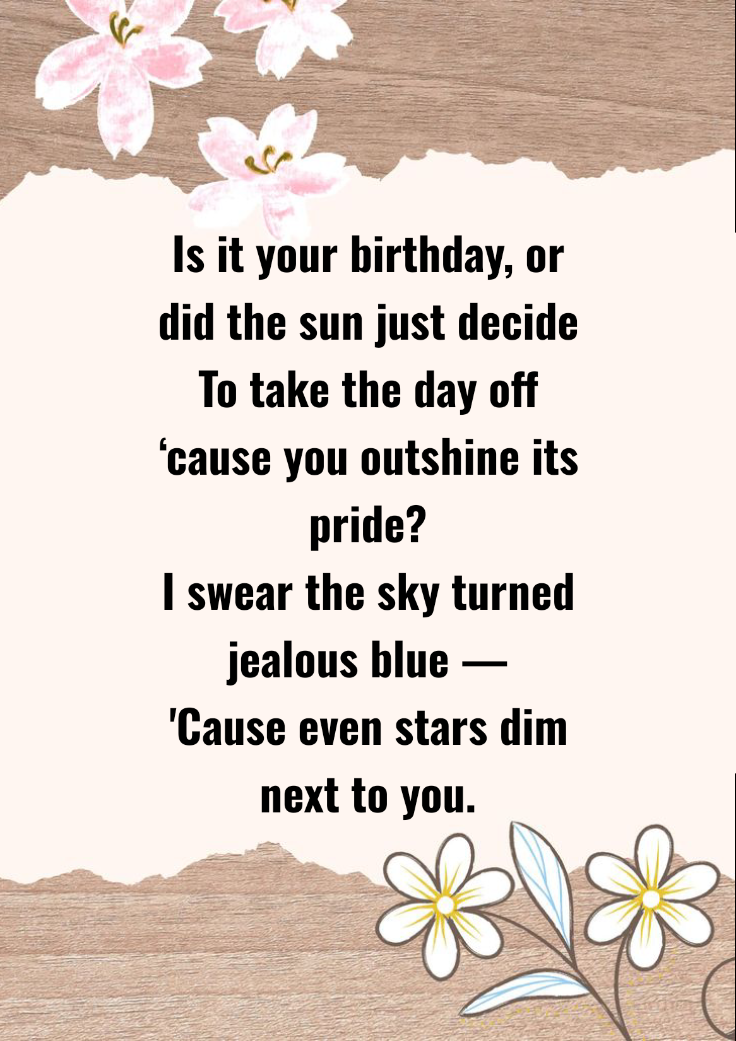 Is it your birthday, or
did the sun just decide
To take the day off
‘cause you outshine its
pride?
I swear the sky turned
jealous blue —
'Cause even stars dim
next to you.